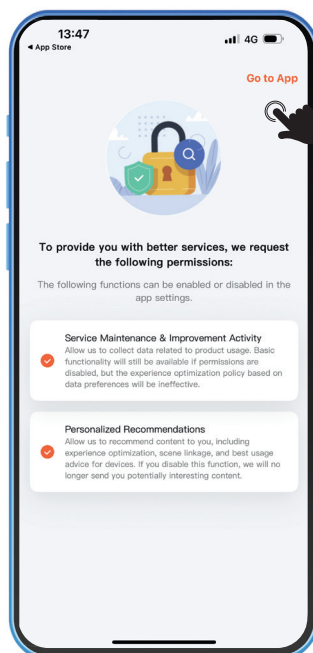 13:47
4G
◀ App Store
Go to App
To provide you with better services, we request
the following permissions:
The following functions can be enabled or disabled in the
app settings.
Service Maintenance & Improvement Activity
Allow us to collect data related to product usage. Basic
functionality will still be available if permissions are
disabled, but the experience optimization policy based on
data preferences will be ineffective.
Personalized Recommendations
Allow us to recommend content to you, including
experience optimization, scene linkage, and best usage
advice for devices. If you disable this function, we will no
longer send you potentially interesting content.